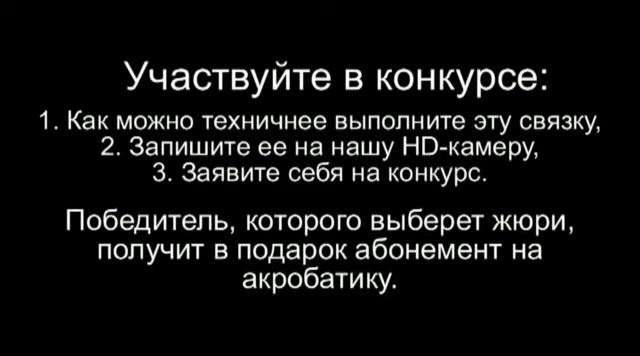 Участвуйте в конкурсе:
1. Как можно техничнее выполните эту связку,
2. Запишите ее на нашу HD-камеру,
3. Заявите себя на конкурс.
Победитель, которого выберет жюри,
получит в подарок абонемент на
акробатику.